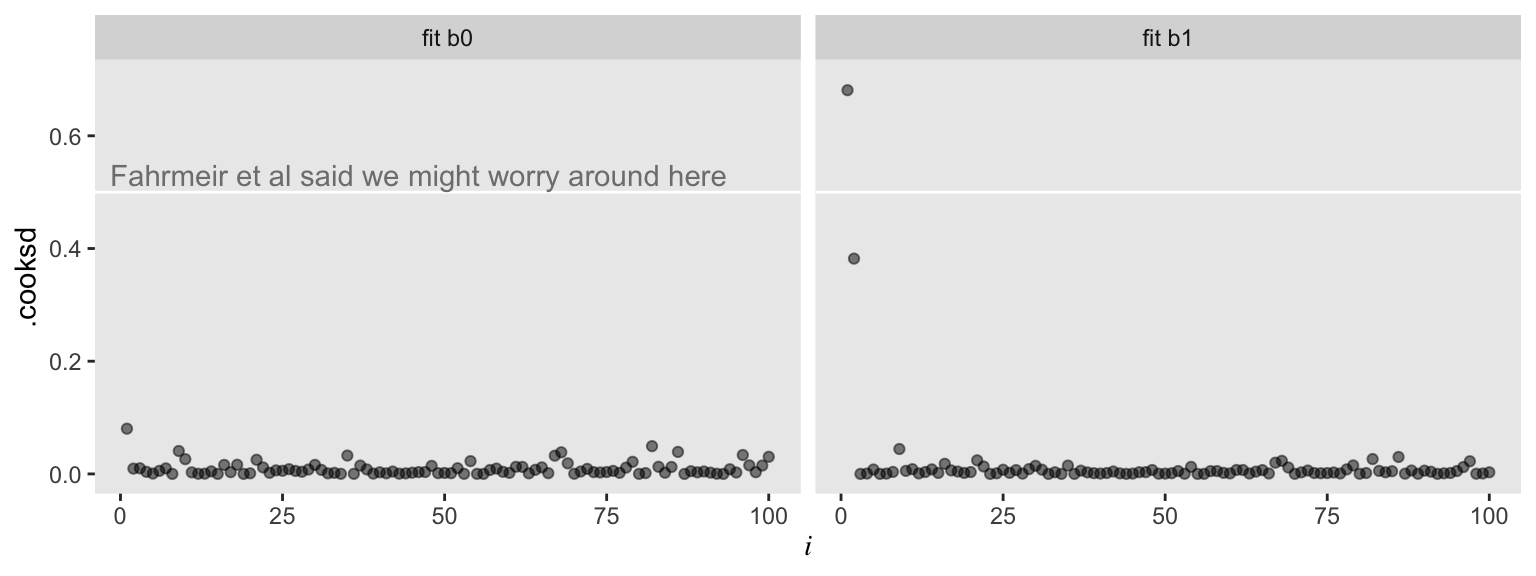 fit b0
fit b1
.cooksd
0.6
0.4
0.2
0.0
Fahrmeir et al said we might worry around here
0 25 50 75 100
0 25 50 75 100
i